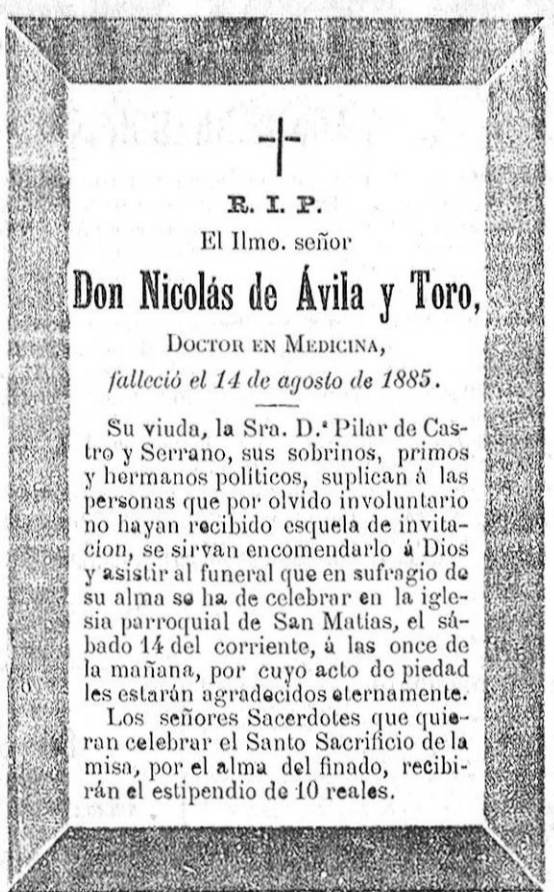 R. I. P.
El Ilmo. señor
Don Nicolás de Ávila y Toro,
DOCTOR EN MEDICINA,
falleció el 14 de agosto de 1885.
Su viuda, la Sra. D.ª Pilar de Cas-
tro y Serrano, sus sobrinos, primos
y hermanos políticos, suplican á las
personas que por olvido involuntario
no hayan recibido esquela de invita-
cion, se sirvan encomendarlo á Dios
y asistir al funeral que en sufragio de
su alma se ha de celebrar en la igle-
sia parroquial de San Matías, el sá-
bado 14 del corriente, á las once de
la mañana, por cuyo acto de piedad
les estarán agradecidos eternamente.
Los señores Sacerdotes que quie-
ran celebrar el Santo Sacrificio de la
misa, por el alma del finado, recibi-
rán el estipendio de 10 reales.